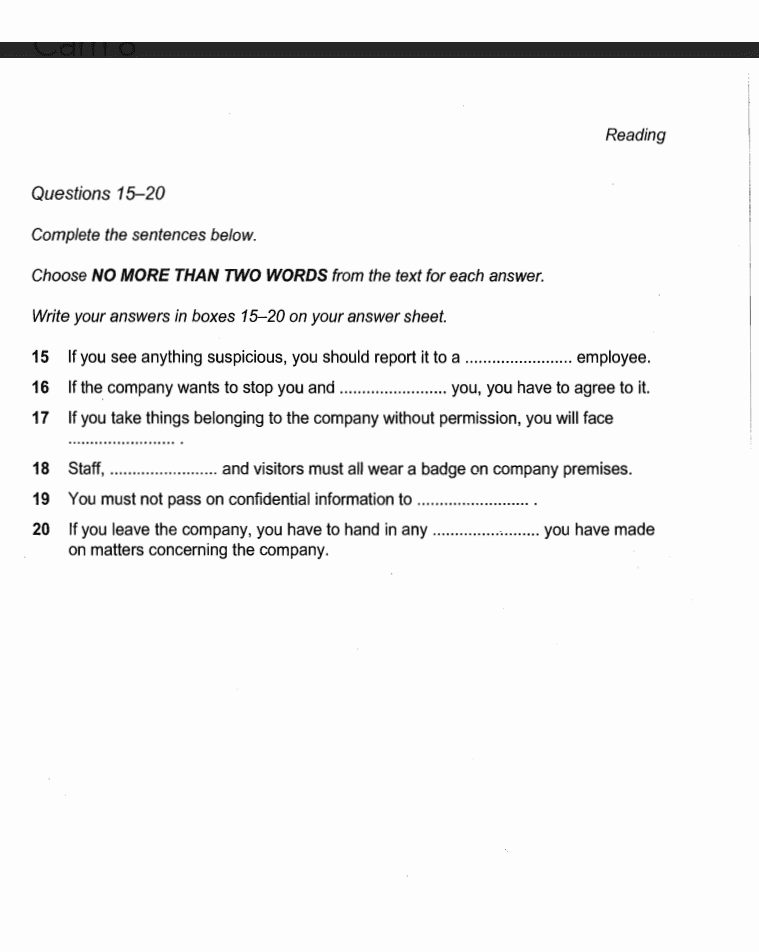 Reading
Questions 15–20
Complete the sentences below.
Choose NO MORE THAN TWO WORDS from the text for each answer.
Write your answers in boxes 15–20 on your answer sheet.
15 If you see anything suspicious, you should report it to a ........................ employee.
16 If the company wants to stop you and ........................ you, you have to agree to it.
17 If you take things belonging to the company without permission, you will face
........................ .
18 Staff, ........................ and visitors must all wear a badge on company premises.
19 You must not pass on confidential information to ......................... .
20 If you leave the company, you have to hand in any ........................ you have made
on matters concerning the company.